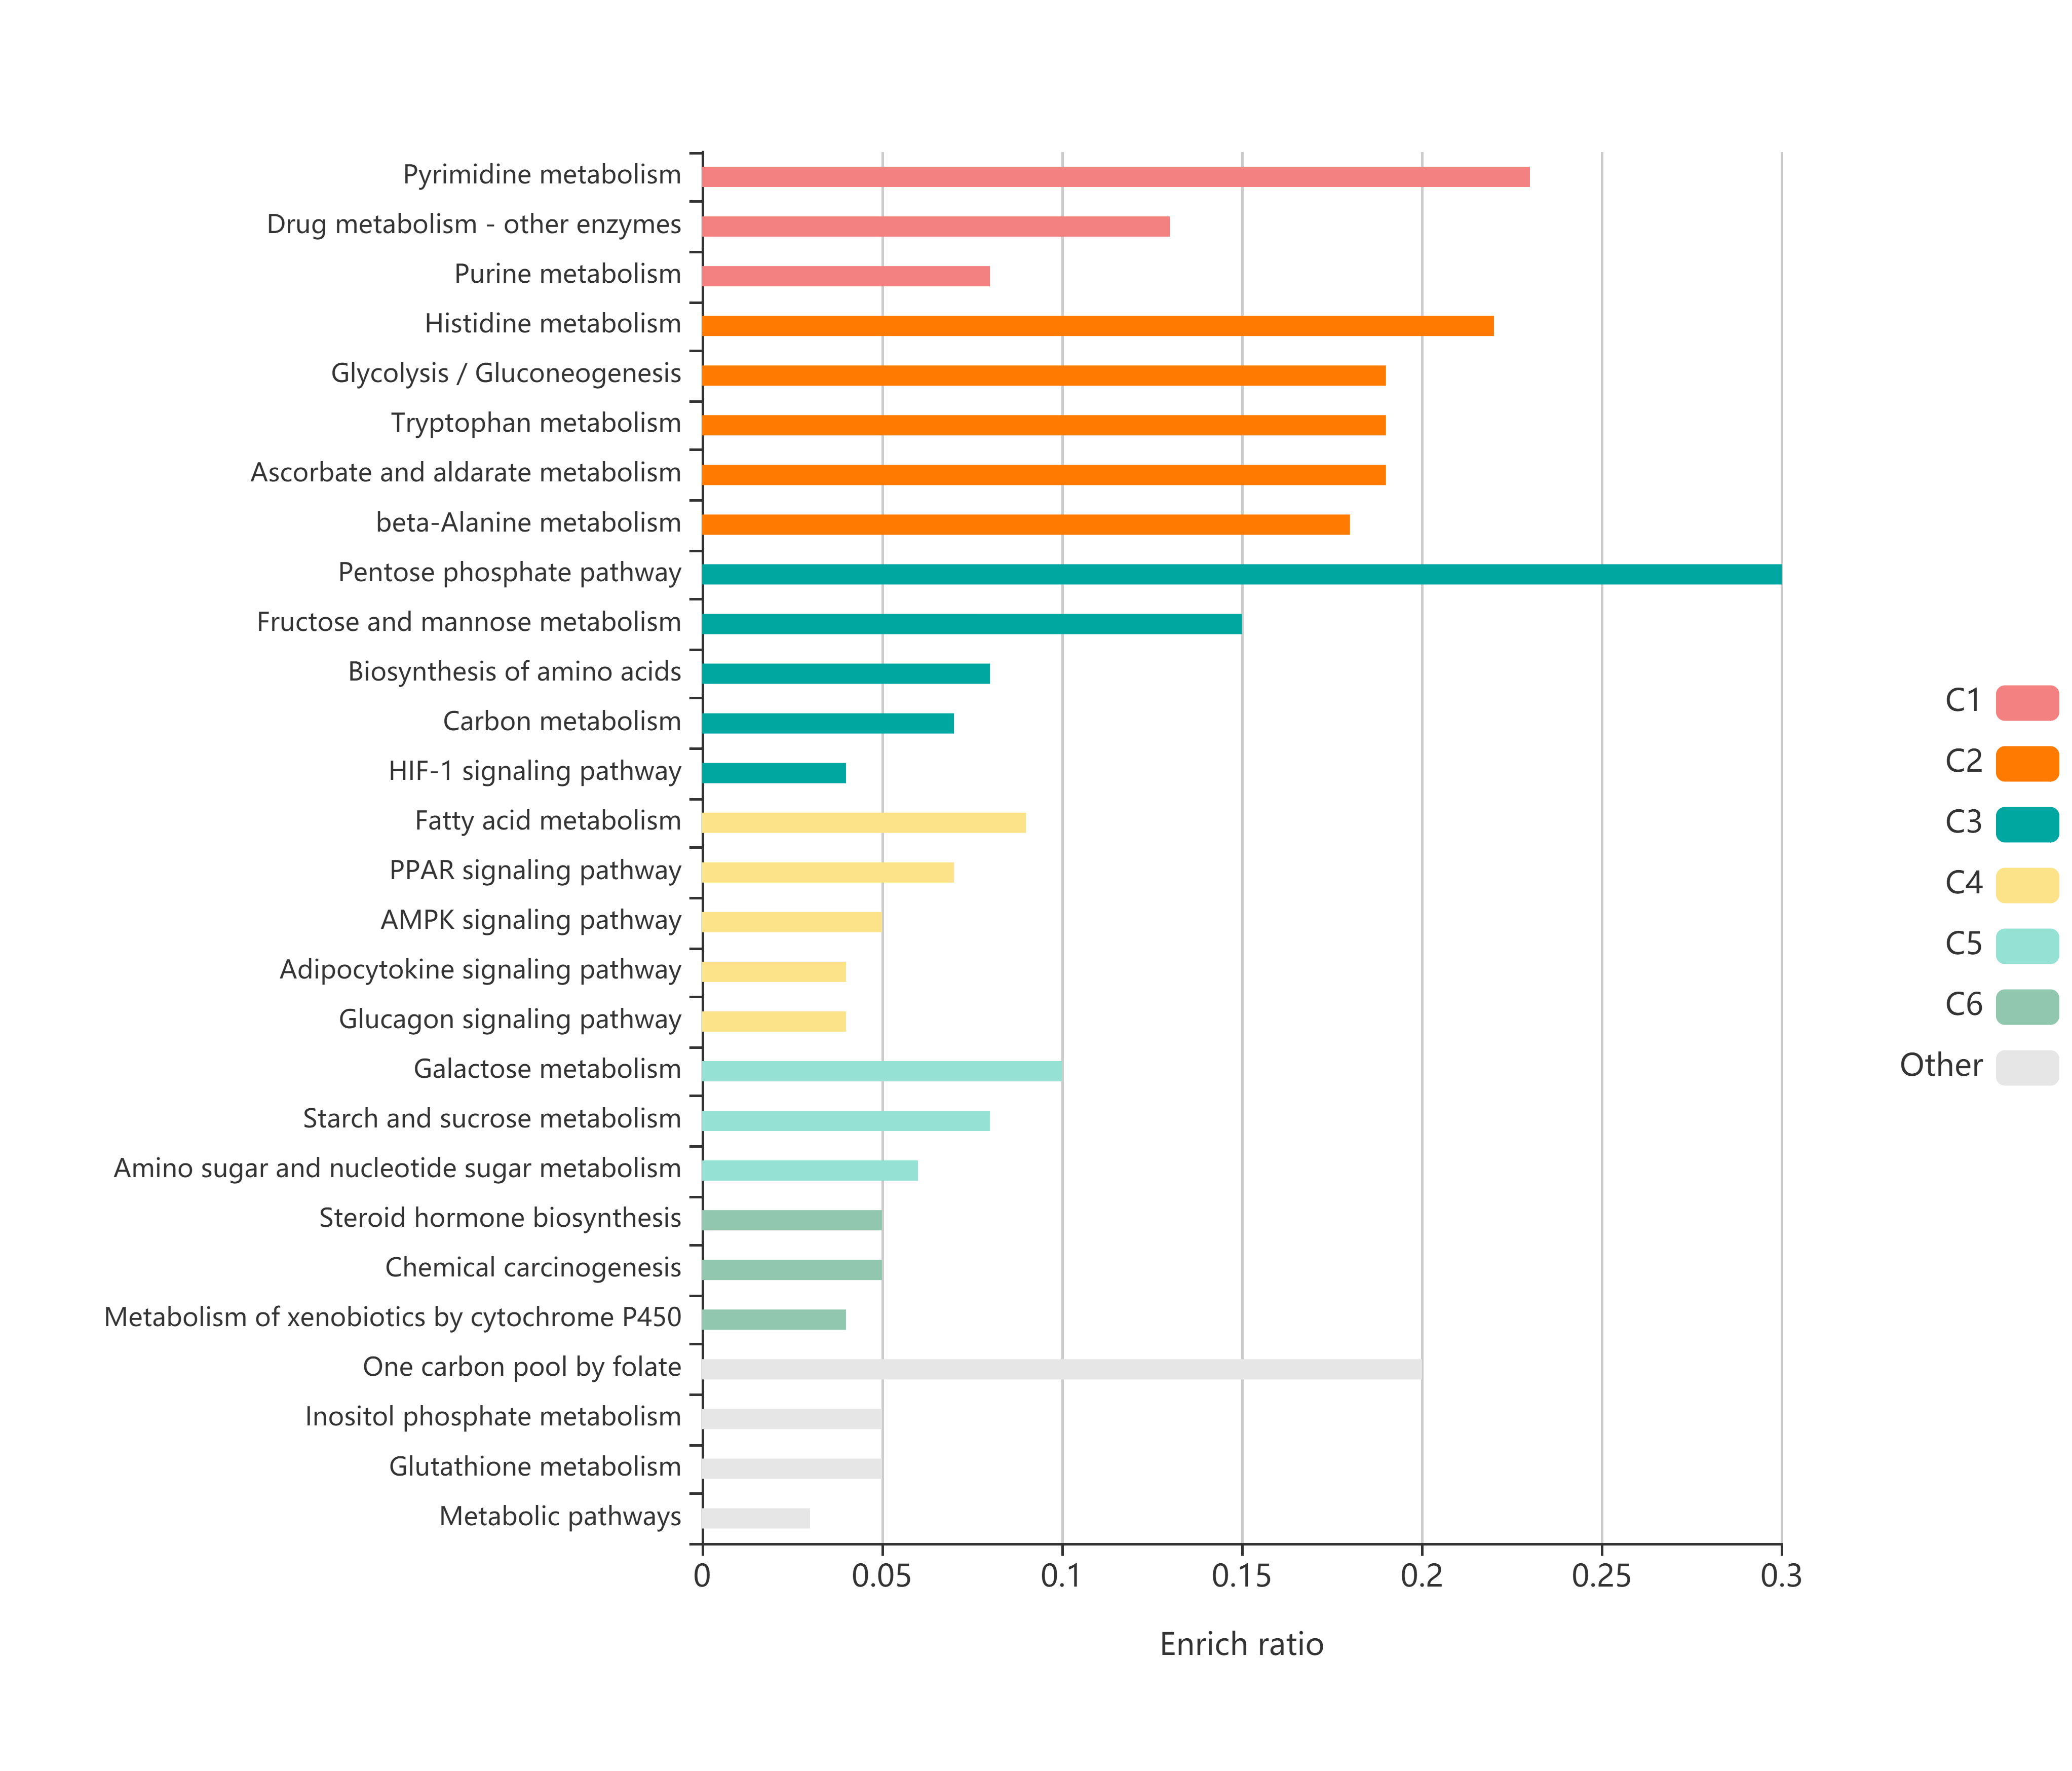 Pyrimidine metabolism
Drug metabolism - other enzymes
Purine metabolism
Histidine metabolism
Glycolysis / Gluconeogenesis
Tryptophan metabolism
Ascorbate and aldarate metabolism
beta-Alanine metabolism
Pentose phosphate pathway
Fructose and mannose metabolism
Biosynthesis of amino acids
Carbon metabolism
HIF-1 signaling pathway
Fatty acid metabolism
PPAR signaling pathway
AMPK signaling pathway
Adipocytokine signaling pathway
Glucagon signaling pathway
Galactose metabolism
Starch and sucrose metabolism
Amino sugar and nucleotide sugar metabolism
Steroid hormone biosynthesis
Chemical carcinogenesis
Metabolism of xenobiotics by cytochrome P450
One carbon pool by folate
Inositol phosphate metabolism
Glutathione metabolism
Metabolic pathways
0 0.05 0.1 0.15 0.2 0.25 0.3
Enrich ratio
C1
C2
C3
C4
C5
C6
Other